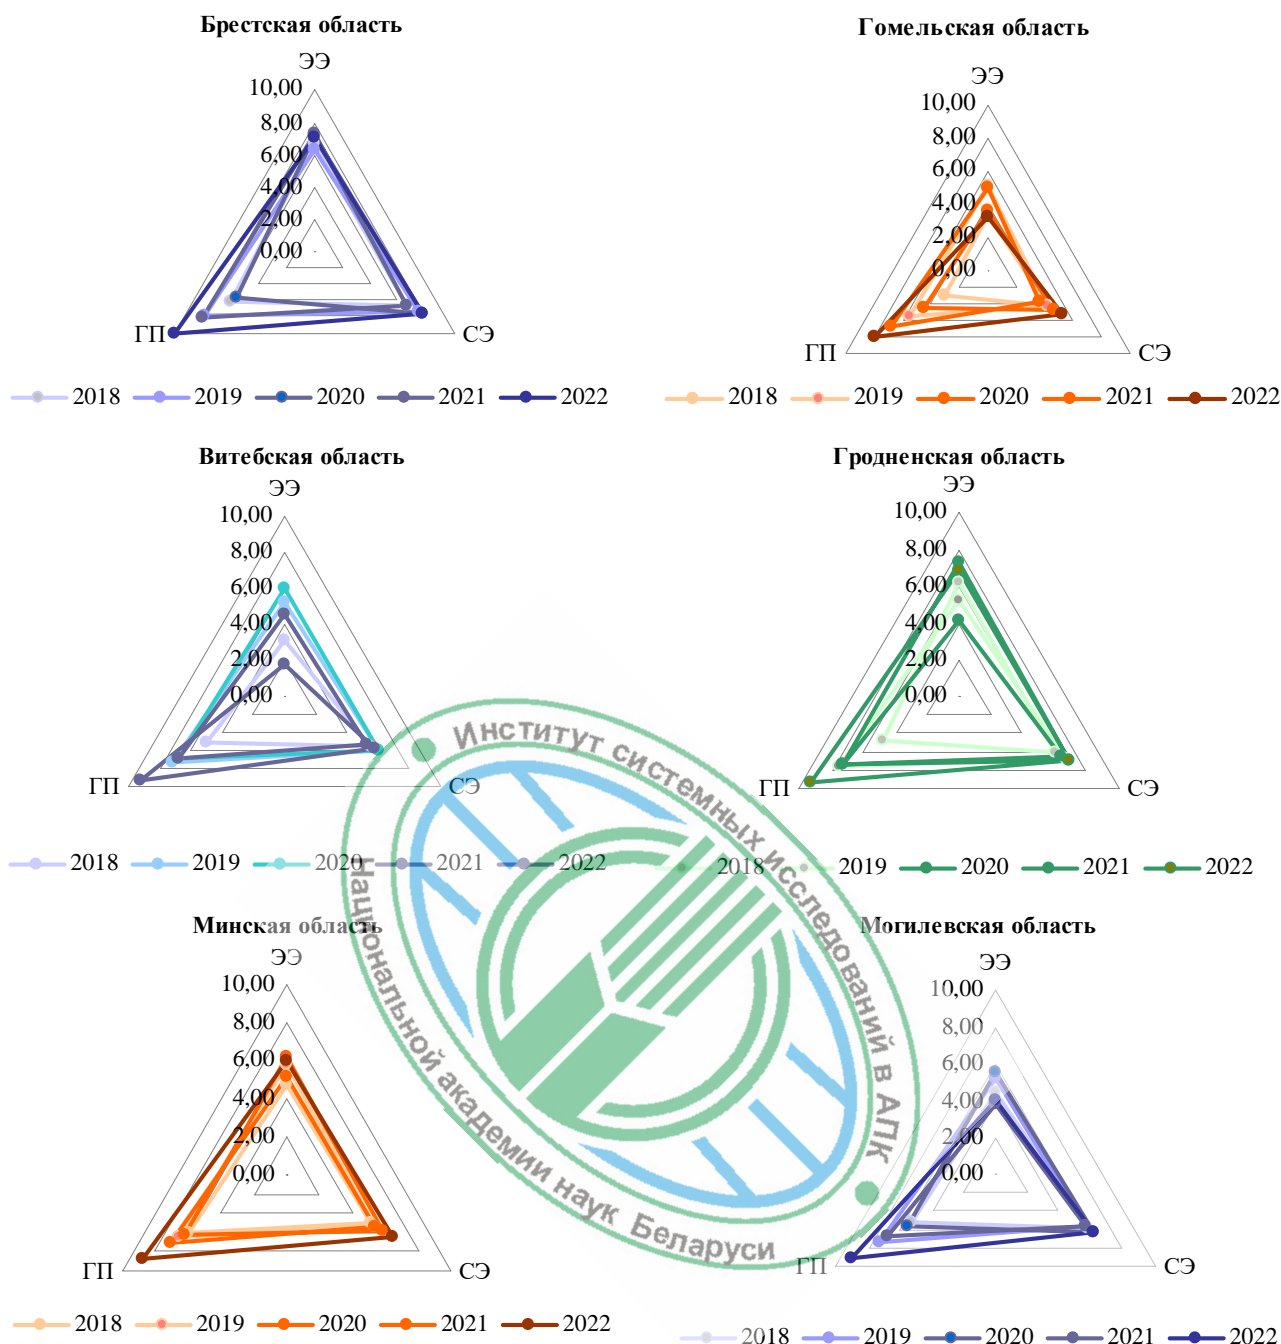 Брестская область
ЭЭ
10,00
8,00
6,00
4,00
2,00
0,00
ГП
СЭ
2018 2019 2020 2021 2022
Гомельская область
ЭЭ
10,00
8,00
6,00
4,00
2,00
0,00
ГП
СЭ
2018 2019 2020 2021 2022
Витебская область
ЭЭ
10,00
8,00
6,00
4,00
2,00
0,00
ГП
СЭ
2018 2019 2020 2021 2022
Гродненская область
ЭЭ
10,00
8,00
6,00
4,00
2,00
0,00
ГП
СЭ
2018 2019 2020 2021 2022
Минская область
ЭЭ
10,00
8,00
6,00
4,00
2,00
0,00
ГП
СЭ
2018 2019 2020 2021 2022
Могилевская область
ЭЭ
10,00
8,00
6,00
4,00
2,00
0,00
ГП
СЭ
2018 2019 2020 2021 2022
Институт системных исследований в АПК
Национальной академии наук Беларуси